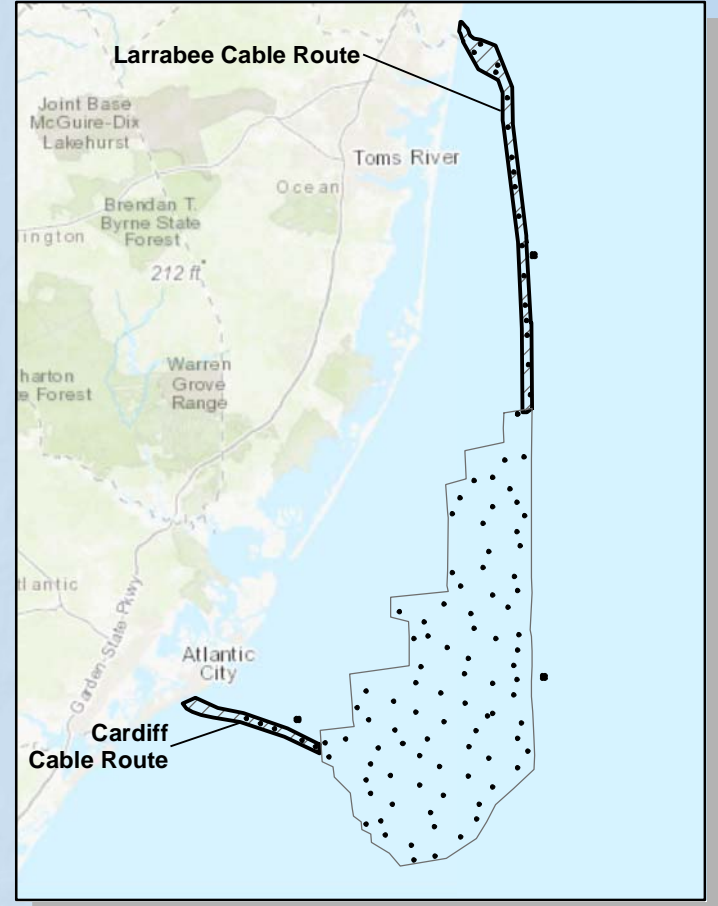 Larrabee Cable Route
Joint Base
McGuire-Dix
Lakehurst
Toms River
Ocean
Brendan T.
Byrne State
Forest
ington
212 ft
Warren
Grove
Range
harton
e Forest
tlantic
Garden-State-Pkwy
Atlantic
City
Cardiff
Cable Route